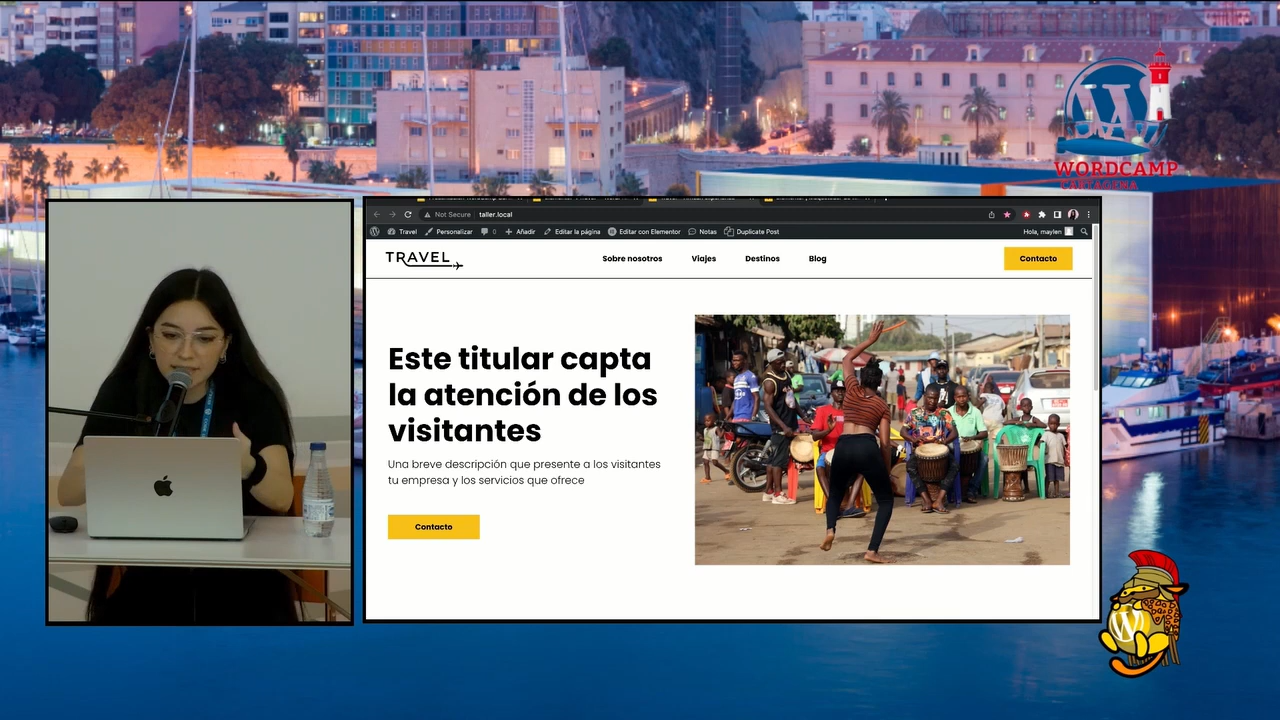 WORDCAMP
CARTAGENA
Not Secure
taller.local
Travel
Personalizar
0
Añadir
Editar la página
Editar con Elementor
Notas
Duplicate Post
Hola, maylen
TRAVEL
Sobre nosotros
Viajes
Destinos
Blog
Contacto
Este titular capta
la atención de los
visitantes
Una breve descripción que presente a los visitantes
tu empresa y los servicios que ofrece
Contacto